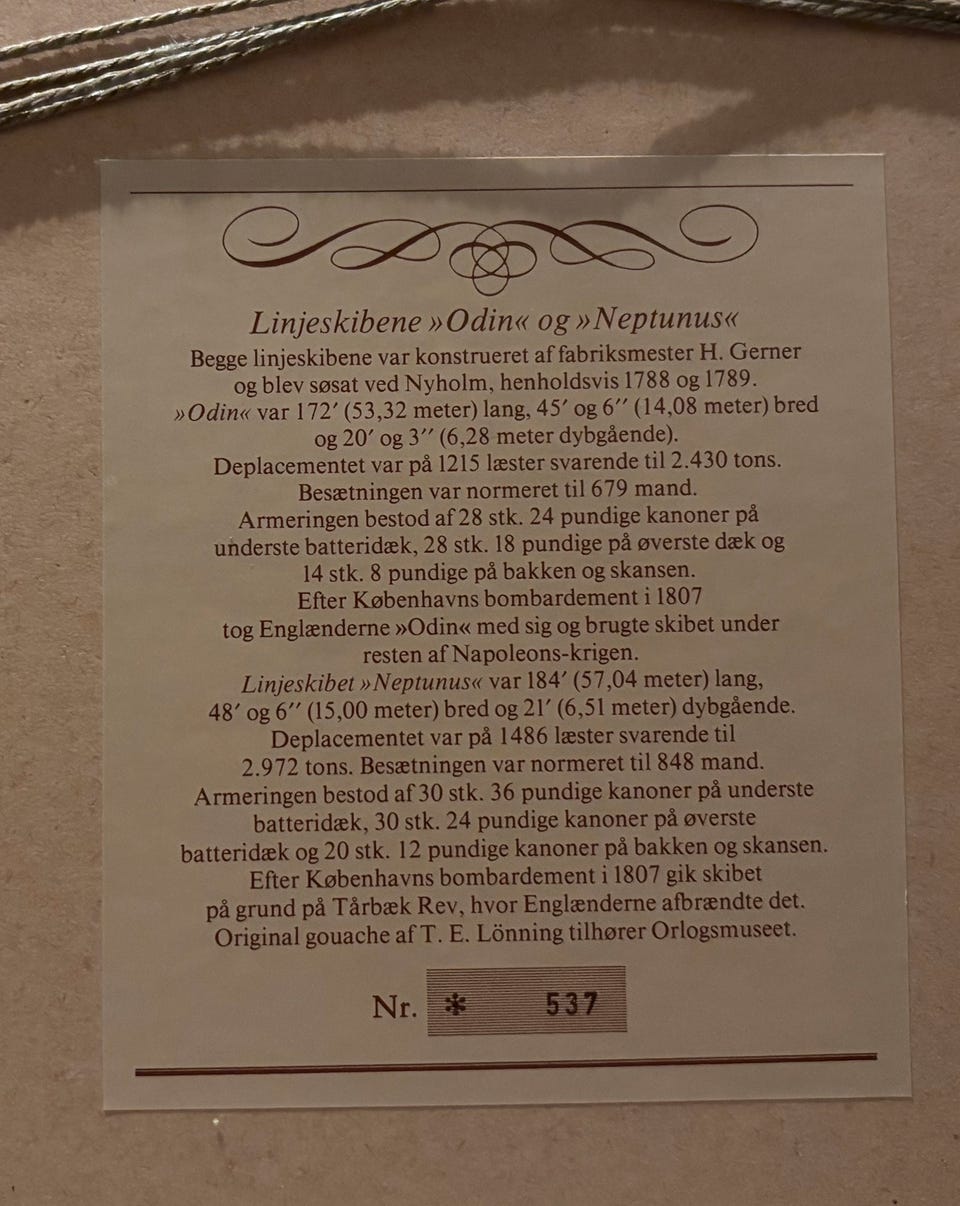 Linjeskibene »Odin« og »Neptunus«
Begge linjeskibene var konstrueret af fabriksmester H. Gerner
og blev søsat ved Nyholm, henholdsvis 1788 og 1789.
»Odin« var 172′ (53,32 meter) lang, 45′ og 6′′ (14,08 meter) bred
og 20′ og 3′′ (6,28 meter dybgående).
Deplacementet var på 1215 læster svarende til 2.430 tons.
Besætningen var normeret til 679 mand.
Armeringen bestod af 28 stk. 24 pundige kanoner på
underste batteridæk, 28 stk. 18 pundige på øverste dæk og
14 stk. 8 pundige på bakken og skansen.
Efter Københavns bombardement i 1807
tog Englænderne »Odin« med sig og brugte skibet under
resten af Napoleons-krigen.
Linjeskibet »Neptunus« var 184′ (57,04 meter) lang,
48′ og 6′′ (15,00 meter) bred og 21′ (6,51 meter) dybgående.
Deplacementet var på 1486 læster svarende til
2.972 tons. Besætningen var normeret til 848 mand.
Armeringen bestod af 30 stk. 36 pundige kanoner på underste
batteridæk, 30 stk. 24 pundige kanoner på øverste
batteridæk og 20 stk. 12 pundige kanoner på bakken og skansen.
Efter Københavns bombardement i 1807 gik skibet
på grund på Tårbæk Rev, hvor Englænderne afbrændte det.
Original gouache af T. E. Lönning tilhører Orlogsmuseet.
Nr. * 537